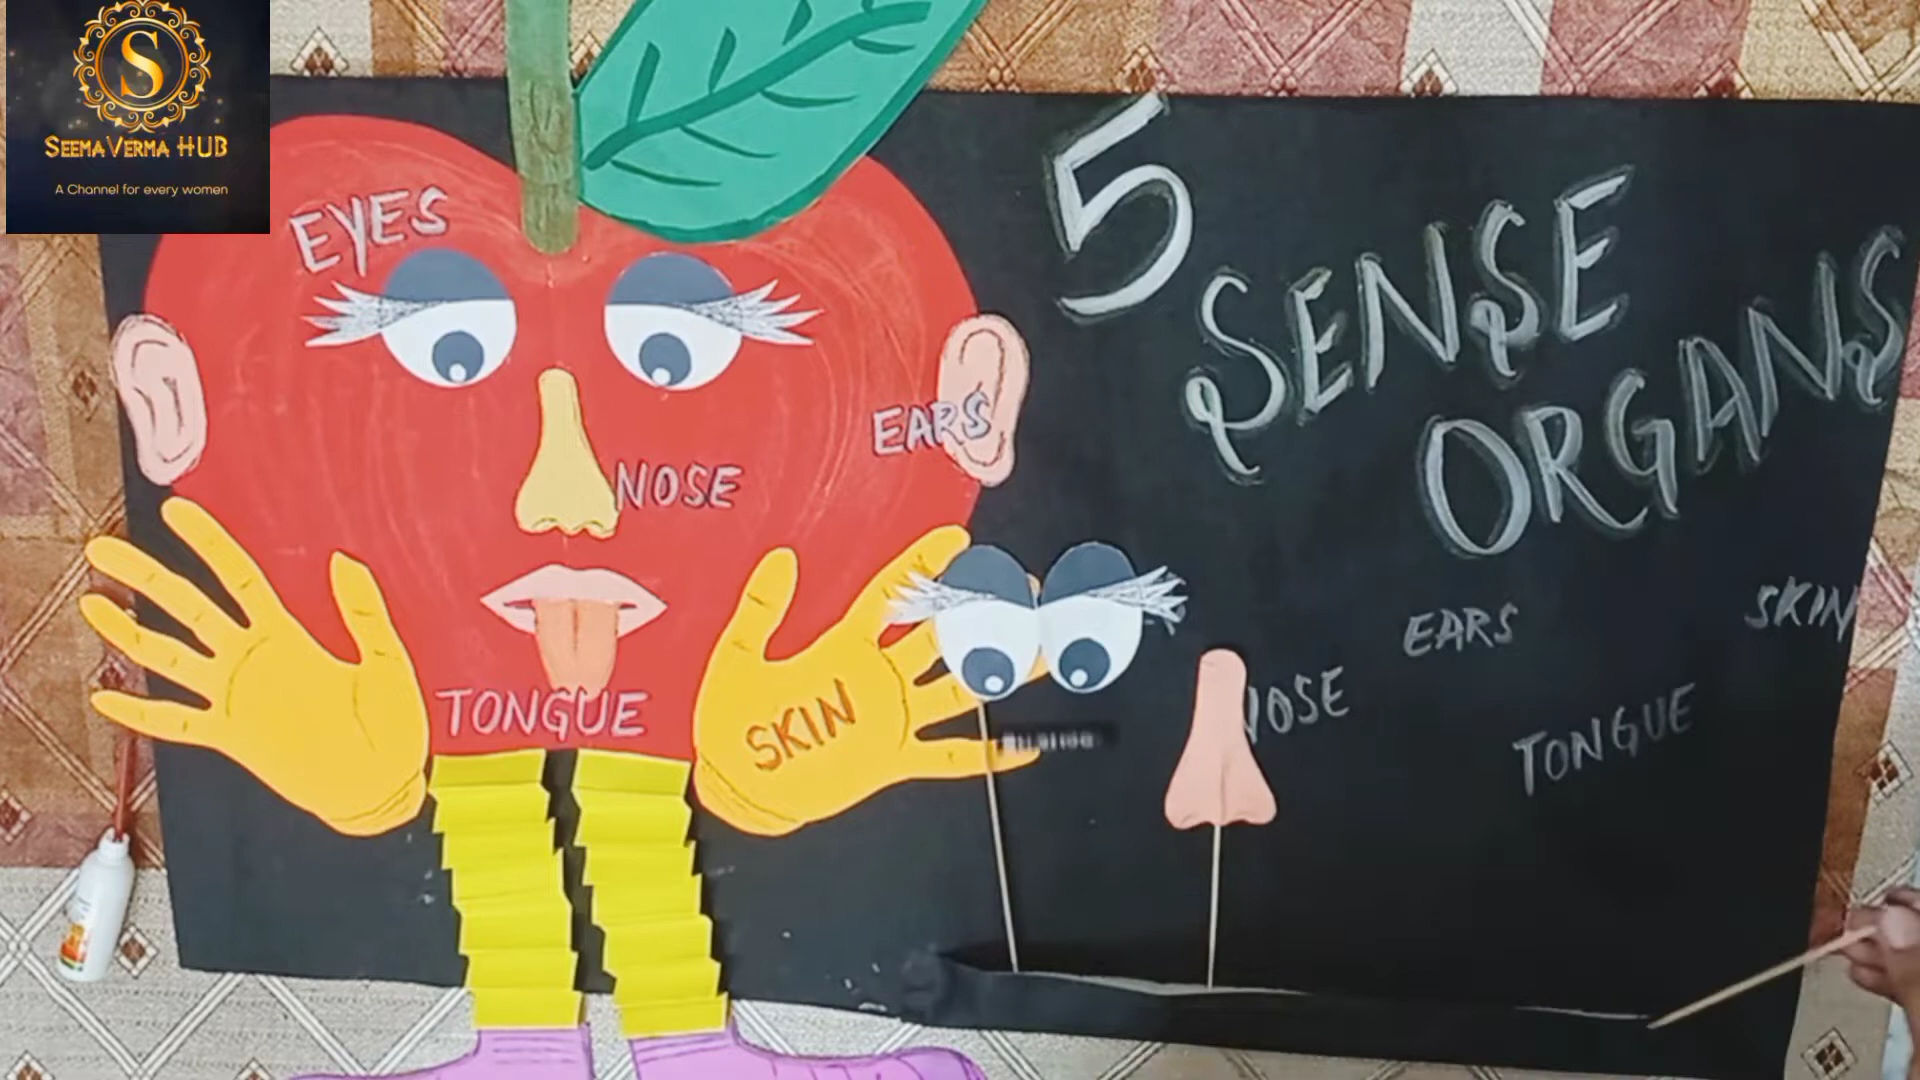 S
SEEMAVERMA HUB
A Channel for every women
EYES
EARS
NOSE
TONGUE
SKIN
5
SENSE
ORGANS
SKIN
EARS
NOSE
TONGUE